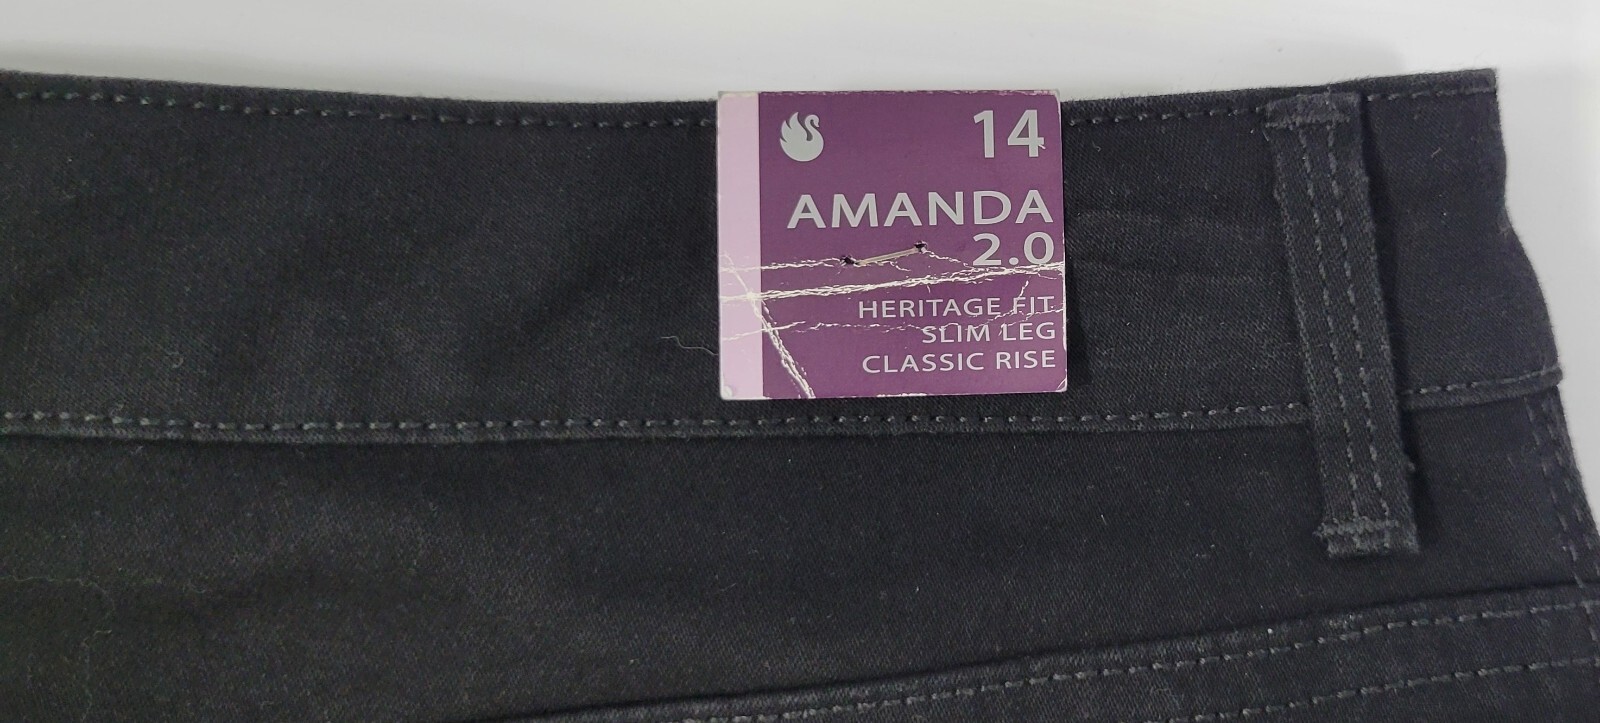 14
AMANDA
2.0
HERITAGE FIT
SLIM LEG
CLASSIC RISE